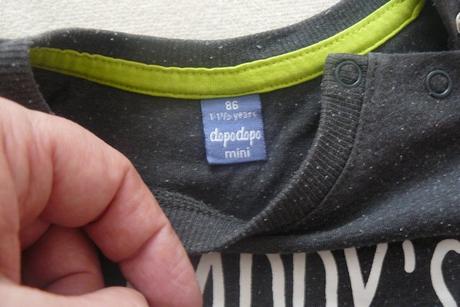 86
1-1½ years
dopodopo
mini